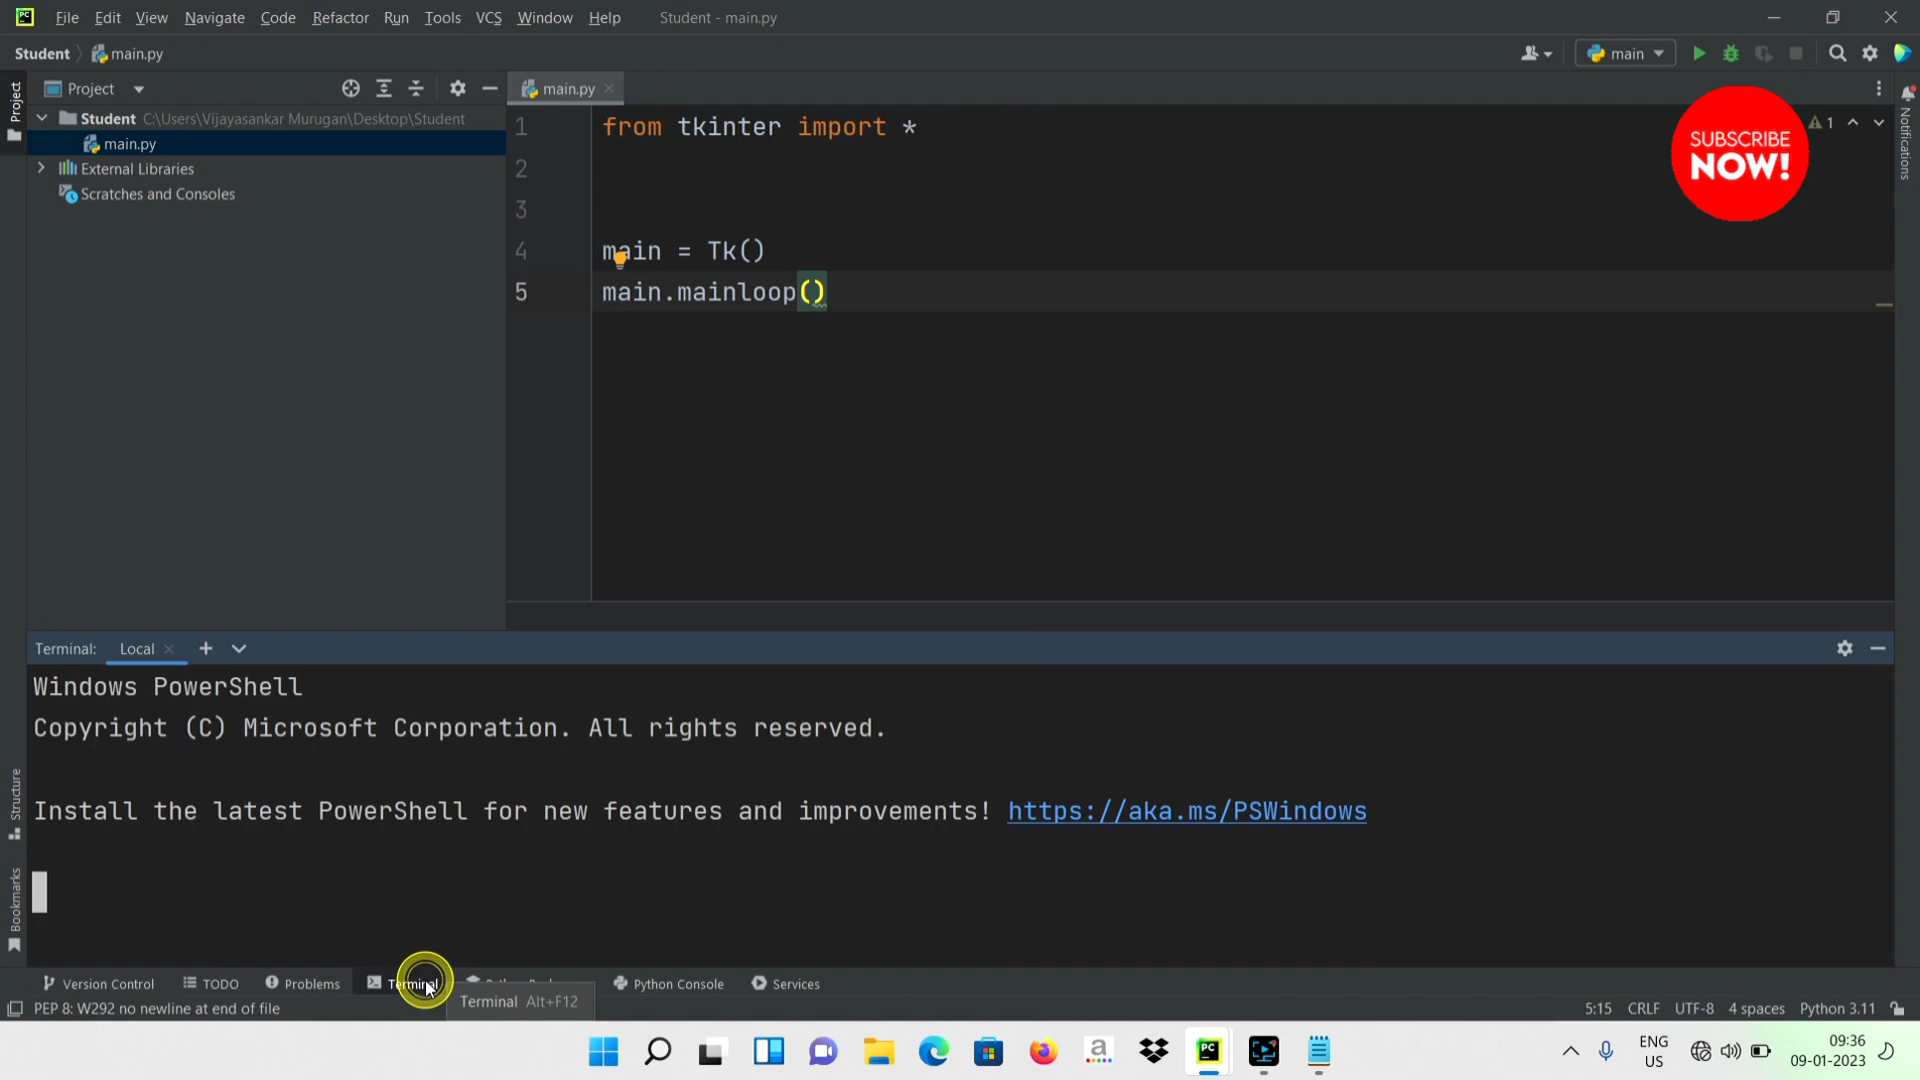 File Edit View Navigate Code Refactor Run Tools VCS Window Help Student - main.py
Student main.py
main
Project
main.py
Student C:\Users\Vijayasankar Murugan\Desktop\Student
main.py
External Libraries
Scratches and Consoles
Project
Structure
Bookmarks
1 from tkinter import *
2
3
4 main = Tk()
5 main.mainloop()
1
SUBSCRIBE
NOW!
Notifications
Terminal: Local
Windows PowerShell
Copyright (C) Microsoft Corporation. All rights reserved.
Install the latest PowerShell for new features and improvements! https://aka.ms/PSWindows
Version Control TODO Problems Terminal Python Console Services
Terminal Alt+F12
PEP 8: W292 no newline at end of file
5:15 CRLF UTF-8 4 spaces Python 3.11
ENG
US
09:36
09-01-2023